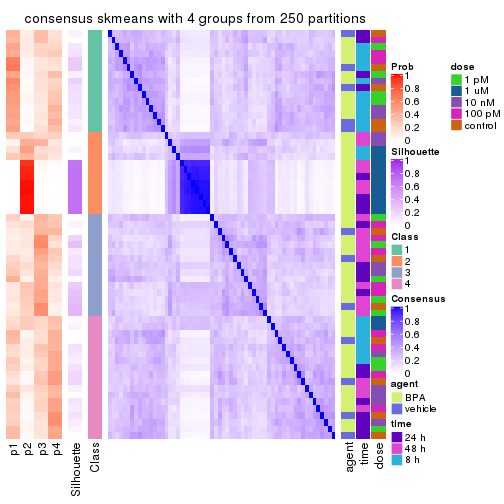 consensus skmeans with 4 groups from 250 partitions
Prob
1
0.8
0.6
0.4
0.2
0
Silhouette
1
0.8
0.6
0.4
0.2
0
Class
1
2
3
4
Consensus
1
0.8
0.6
0.4
0.2
0
agent
BPA
vehicle
time
24 h
48 h
8 h
dose
1 pM
1 uM
10 nM
100 pM
control
p1
p2
p3
p4
Silhouette
Class
agent
time
dose